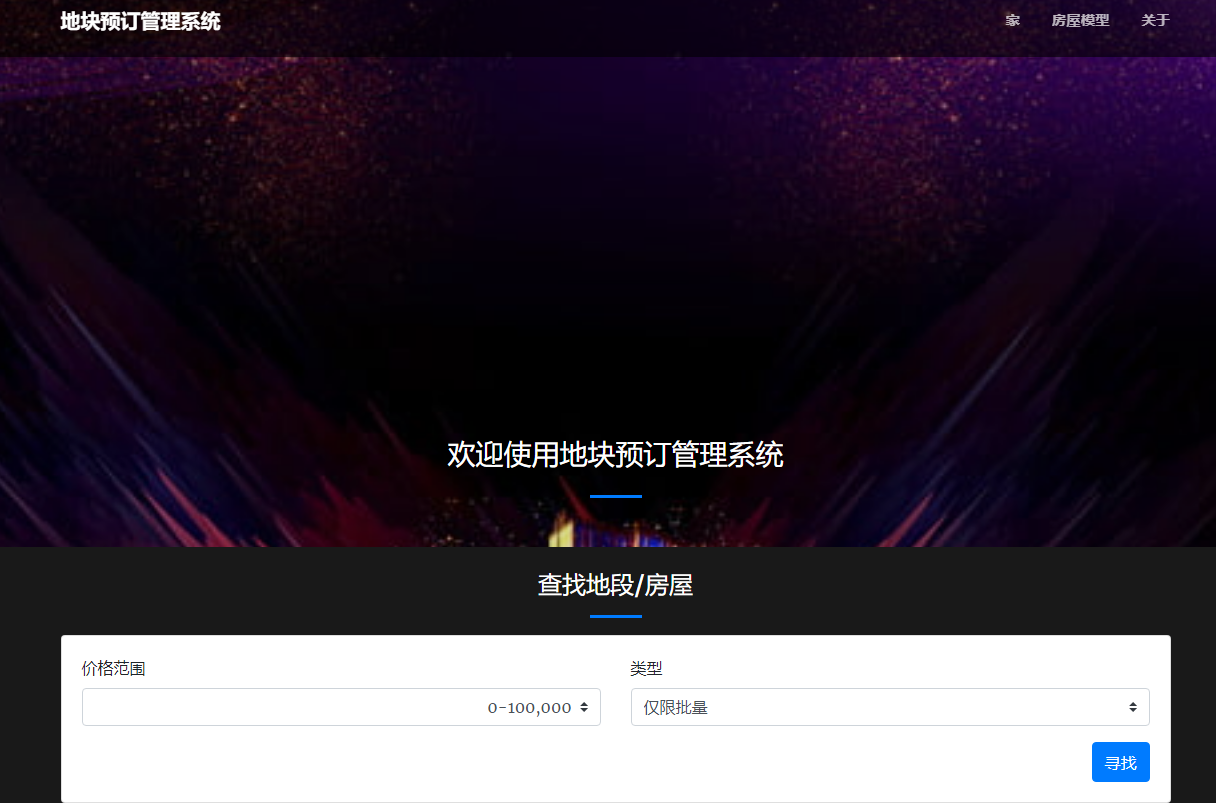 地块预订管理系统
家 房屋模型 关于
欢迎使用地块预订管理系统
查找地段/房屋
价格范围
0-100,000
类型
仅限批量
寻找